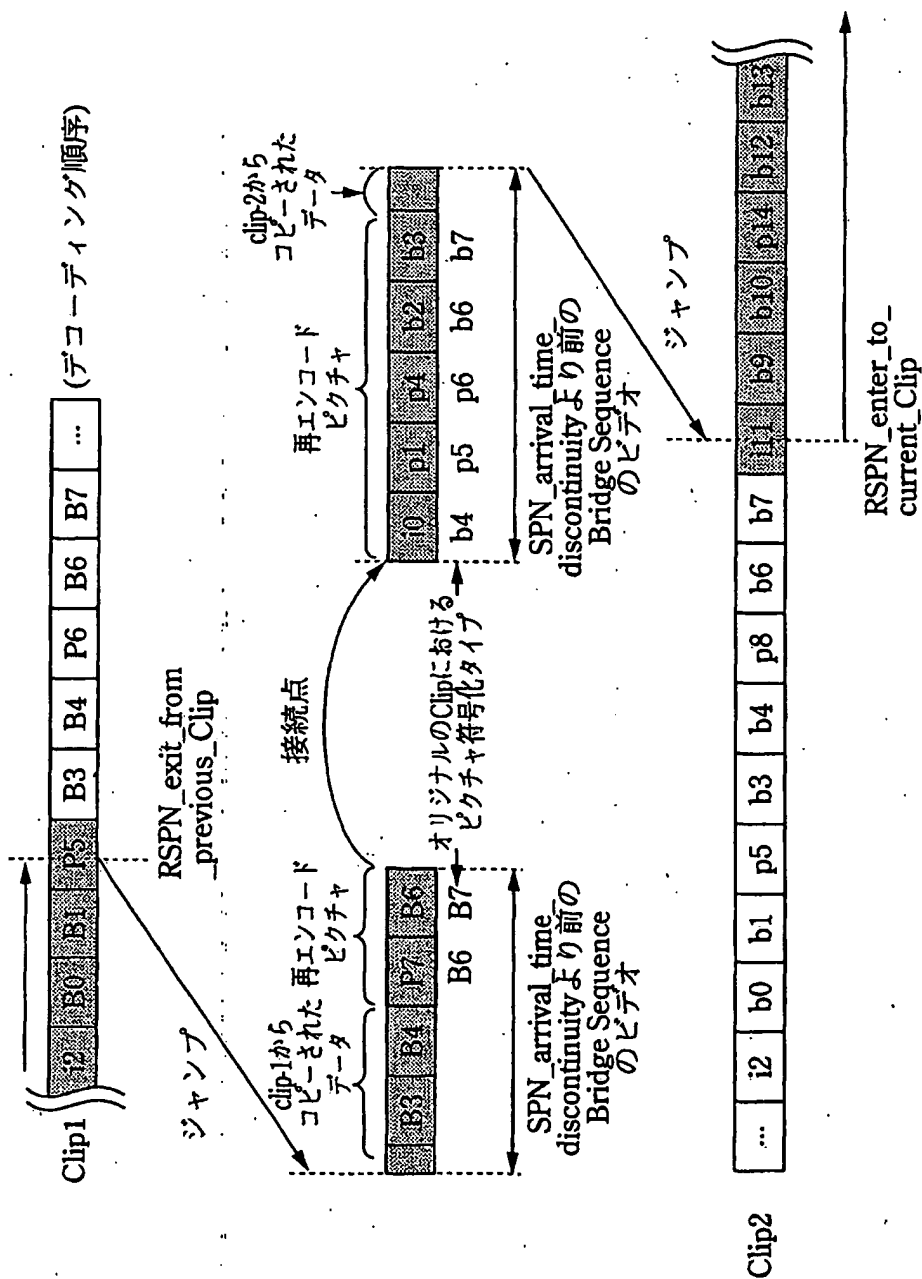 Clip1
i2 B0 B1 P5 B3 B4 P6 B6 B7 … (デコーディング順序)
RSPN_exit_from
_previous_Clip
ジャンプ
clip-1から
コピーされた
データ
再エンコード
ピクチャ
接続点
再エンコード
ピクチャ
clip-2から
コピーされた
データ
B3 B4 P7 B6
B6 B7
i0 p1 p4 b2 b3
b4 p5 p6 b6 b7
オリジナルのClipにおける
ピクチャ符号化タイプ
SPN_arrival_time_
discontinuityより前の
Bridge Sequence
のビデオ
SPN_arrival_time_
discontinuityより前の
Bridge Sequence
のビデオ
ジャンプ
Clip2
… i2 b0 b1 p5 b3 b4 p8 b6 b7 i11 b9 b10 p14 b12 b13
RSPN_enter_to_
current_Clip